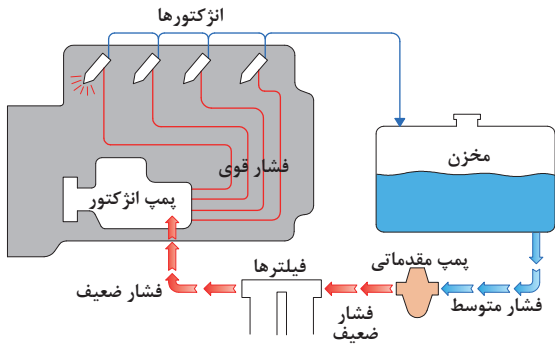 انژکتورها
مخزن
فشار قوی
پمپ انژکتور
پمپ مقدماتی
فیلترها
فشار متوسط
فشار
ضعیف
فشار ضعیف